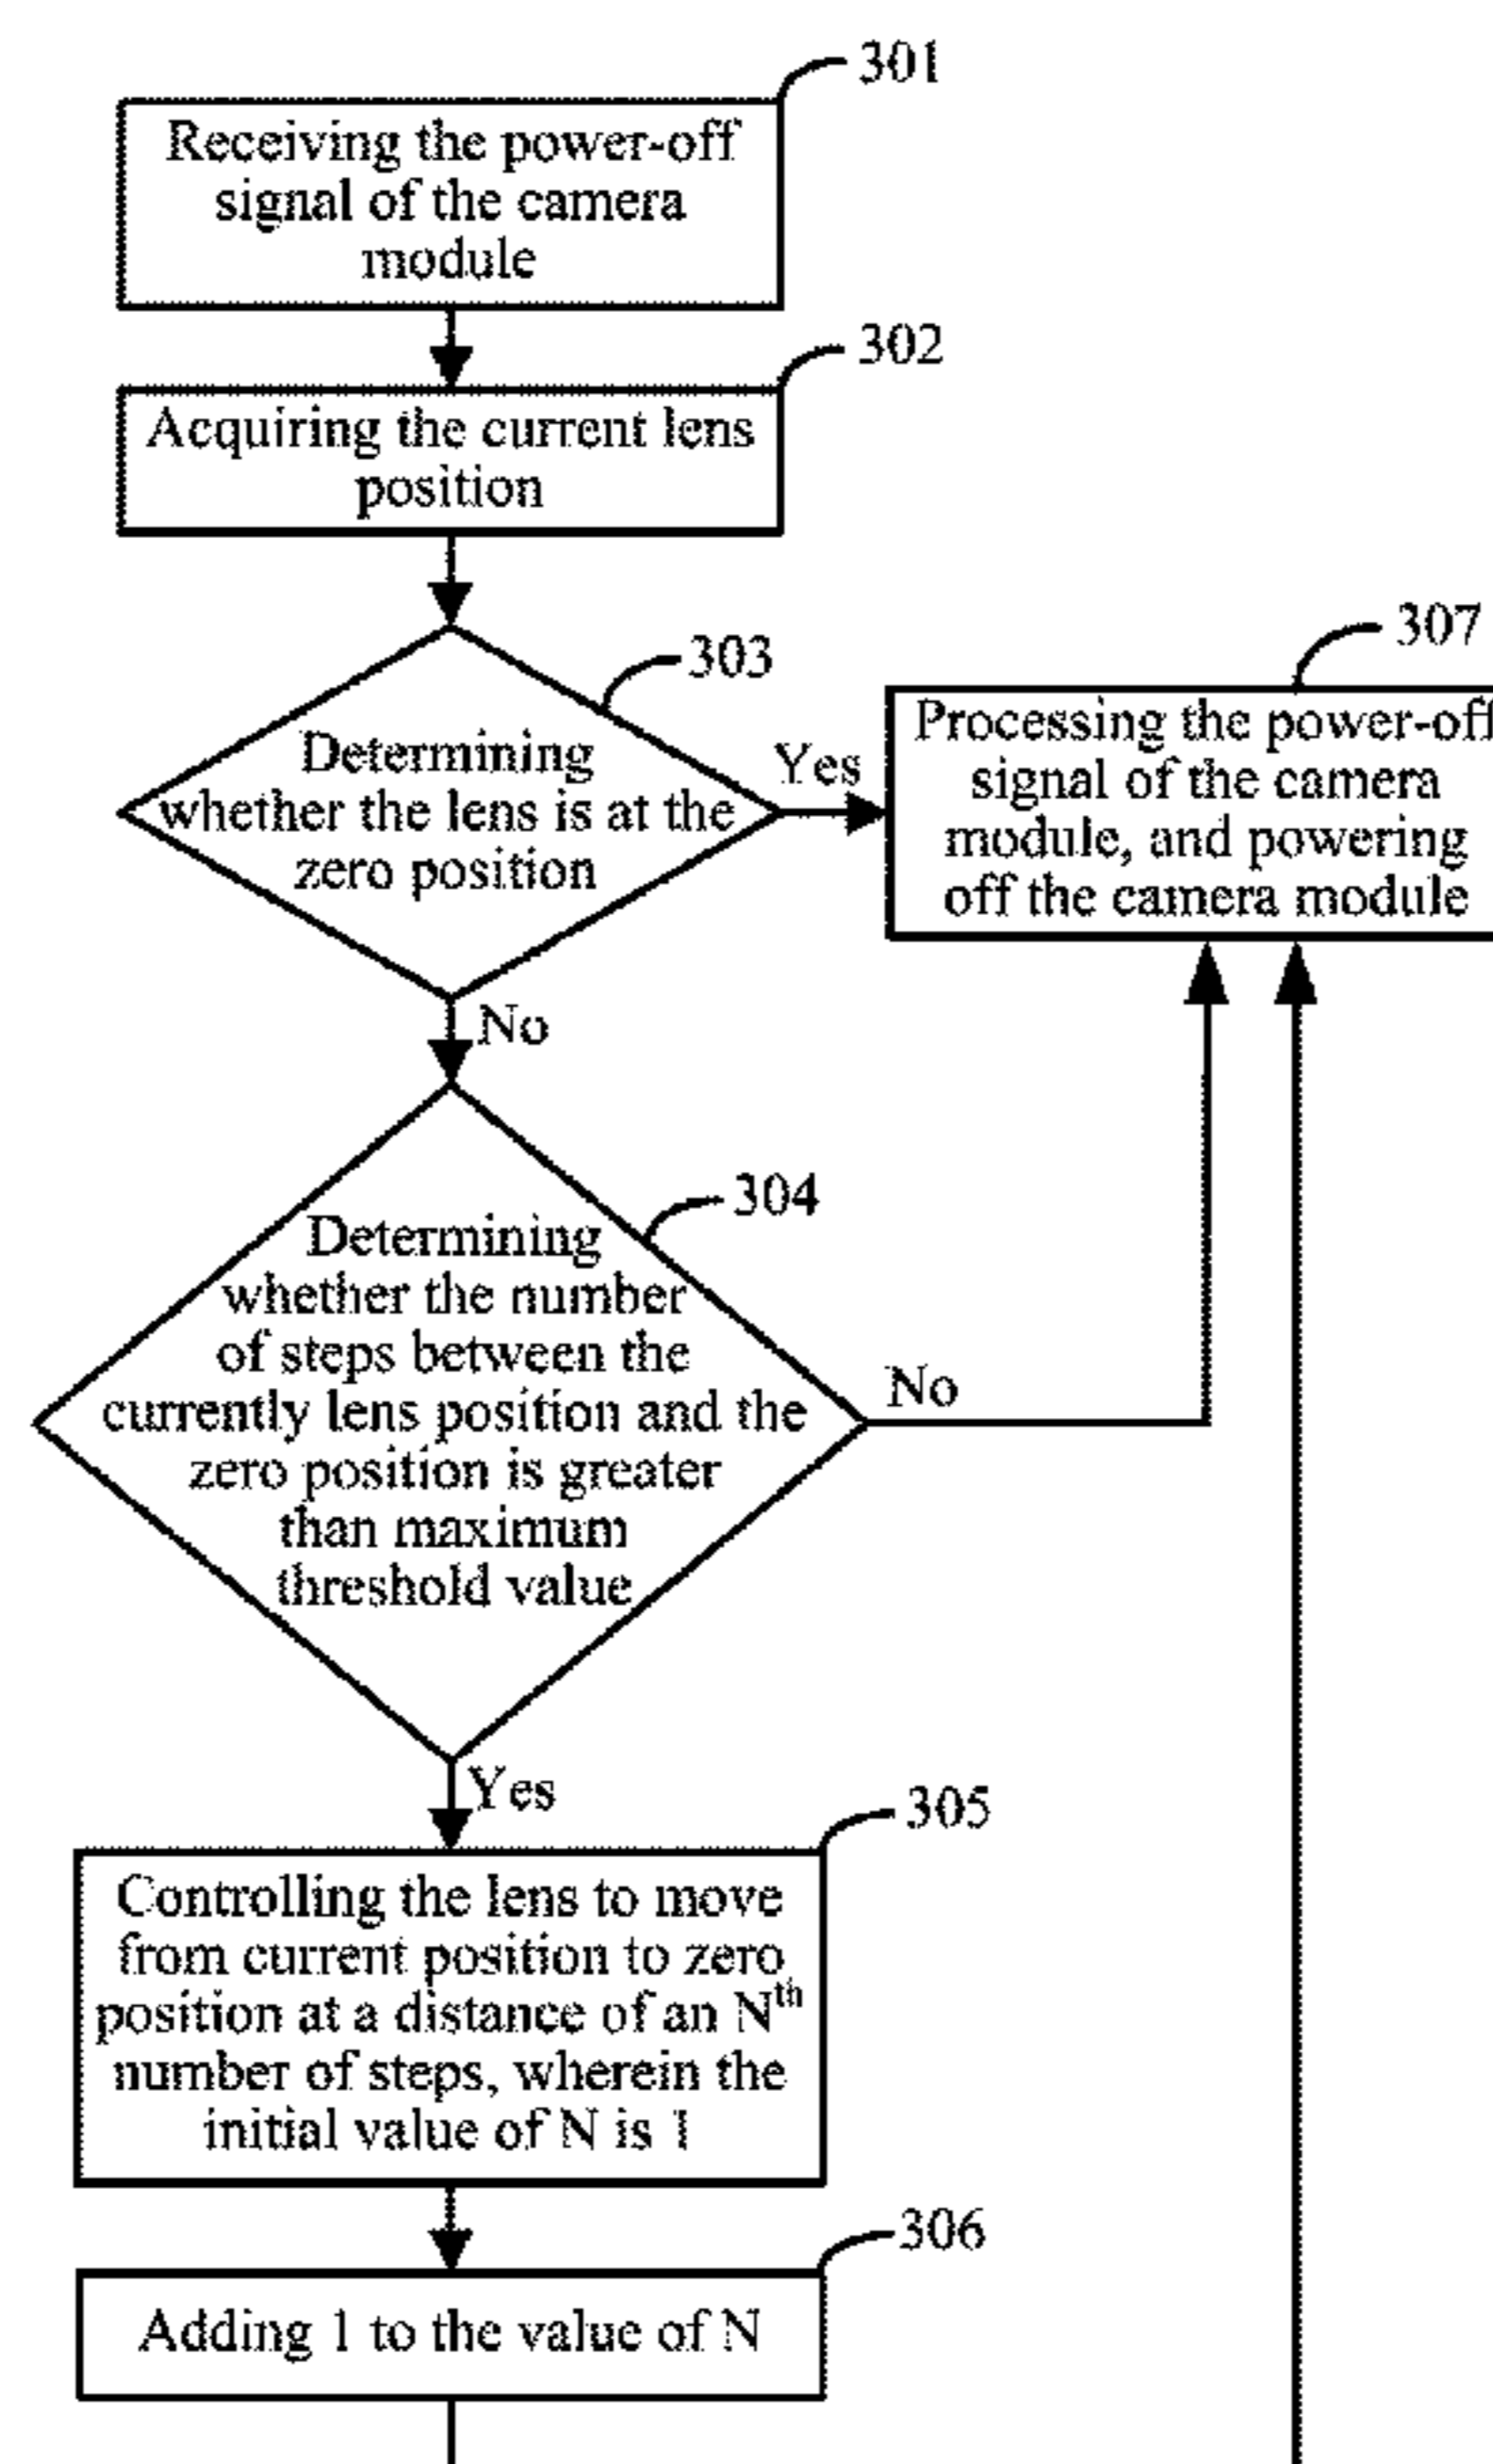 301
Receiving the power-off
signal of the camera
module
302
Acquiring the current lens
position
303
Determining
whether the lens is at the
zero position
Yes
307
Processing the power-off
signal of the camera
module, and powering
off the camera module
No
304
Determining
whether the number
of steps between the
currently lens position and the
zero position is greater
than maximum
threshold value
No
Yes
305
Controlling the lens to move
from current position to zero
position at a distance of an Nth
number of steps, wherein the
initial value of N is 1
306
Adding 1 to the value of N